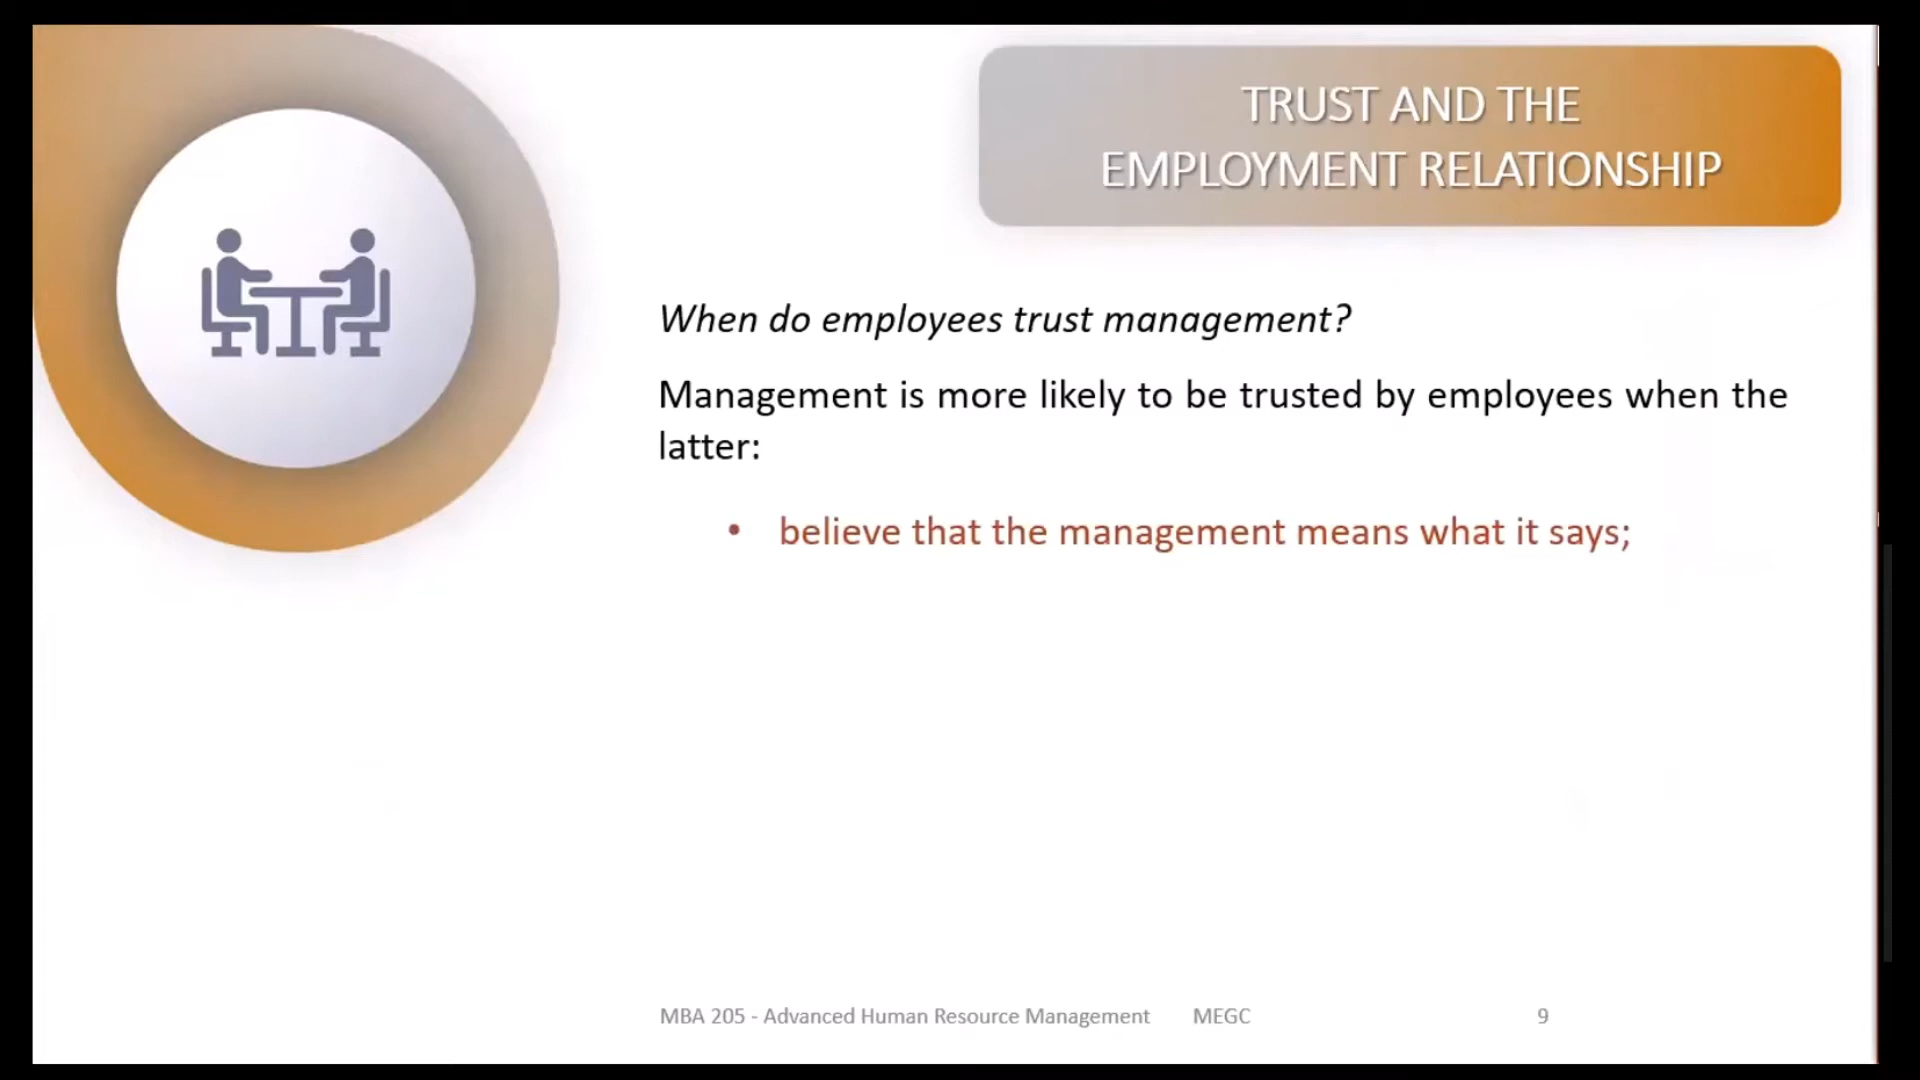 TRUST AND THE
EMPLOYMENT RELATIONSHIP
When do employees trust management?
Management is more likely to be trusted by employees when the
latter:
• believe that the management means what it says;
MBA 205 - Advanced Human Resource Management MEGC 9